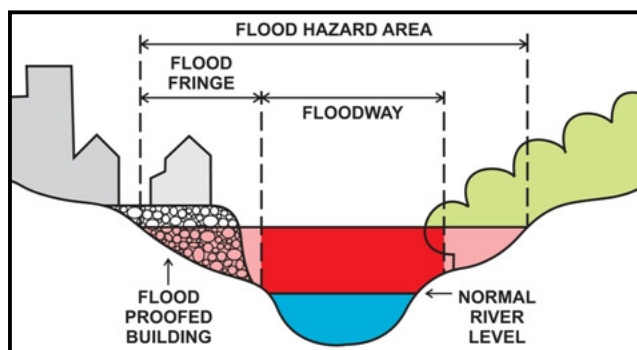 FLOOD HAZARD AREA
FLOOD
FRINGE
FLOODWAY
FLOOD
PROOFED
BUILDING
NORMAL
RIVER
LEVEL